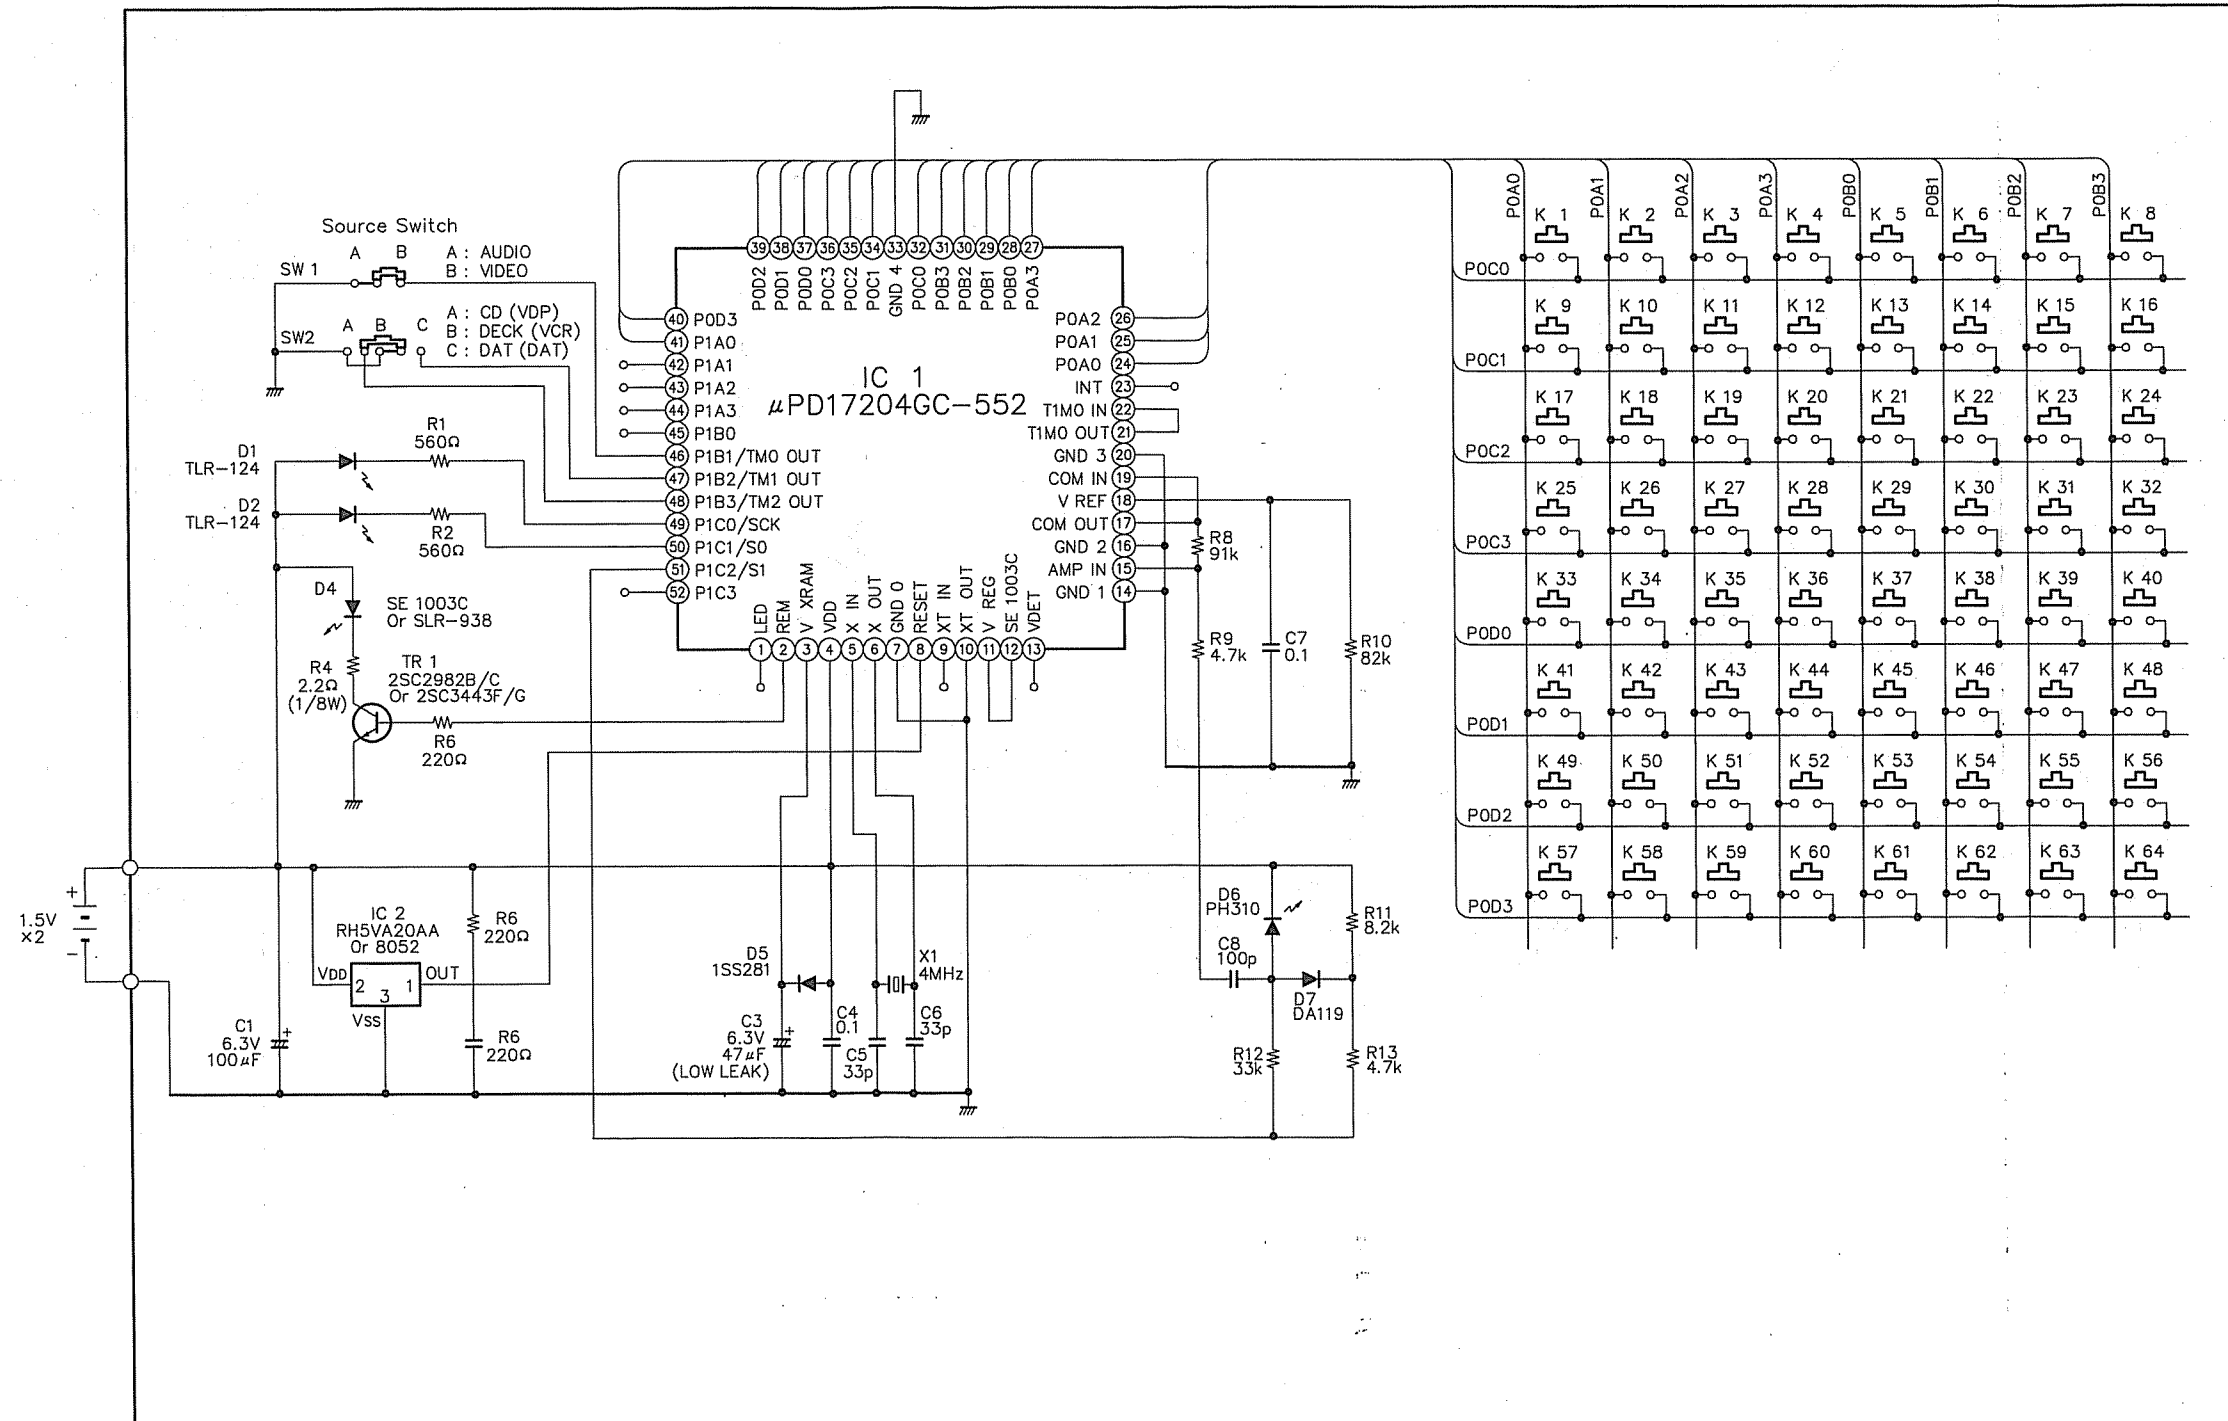 Source Switch
A B A : AUDIO
SW 1 B : VIDEO
A B C A : CD (VDP)
SW2 B : DECK (VCR)
C : DAT (DAT)
D1
TLR-124
R1
560Ω
D2
TLR-124
R2
560Ω
D4
SE 1003C
Or SLR-938
R4
2.2Ω
(1/8W)
TR 1
2SC2982B/C
Or 2SC3443F/G
R6
220Ω
39 38 37 36 35 34 33 32 31 30 29 28 27
P0D2 P0D1 P0D0 P0C3 P0C2 P0C1 GND 4 P0C0 P0B3 P0B2 P0B1 P0B0 P0A3
40 P0D3
41 P1A0
42 P1A1
43 P1A2
44 P1A3
45 P1B0
46 P1B1/TM0 OUT
47 P1B2/TM1 OUT
48 P1B3/TM2 OUT
49 P1C0/SCK
50 P1C1/S0
51 P1C2/S1
52 P1C3
IC 1
μPD17204GC-552
P0A2 26
P0A1 25
P0A0 24
INT 23
T1M0 IN 22
T1M0 OUT 21
GND 3 20
COM IN 19
V REF 18
COM OUT 17
GND 2 16
AMP IN 15
GND 1 14
LED REM V XRAM VDD X IN X OUT GND 0 RESET XT IN XT OUT V REG SE 1003C VDET
1 2 3 4 5 6 7 8 9 10 11 12 13
R8
91k
R9
4.7k
C7
0.1
R10
82k
+
1.5V
×2
-
IC 2
RH5VA20AA
Or 8052
VDD OUT
2 1
3
VSS
R6
220Ω
R6
220Ω
C1
6.3V
100μF
+
D5
1SS281
C3
6.3V
47μF
(LOW LEAK)
+
C4
0.1
C5
33p
X1
4MHz
C6
33p
D6
PH310
C8
100p
D7
DA119
R11
8.2k
R12
33k
R13
4.7k
P0A0 P0A1 P0A2 P0A3 P0B0 P0B1 P0B2 P0B3
K 1 K 2 K 3 K 4 K 5 K 6 K 7 K 8
P0C0
K 9 K 10 K 11 K 12 K 13 K 14 K 15 K 16
P0C1
K 17 K 18 K 19 K 20 K 21 K 22 K 23 K 24
P0C2
K 25 K 26 K 27 K 28 K 29 K 30 K 31 K 32
P0C3
K 33 K 34 K 35 K 36 K 37 K 38 K 39 K 40
P0D0
K 41 K 42 K 43 K 44 K 45 K 46 K 47 K 48
P0D1
K 49 K 50 K 51 K 52 K 53 K 54 K 55 K 56
P0D2
K 57 K 58 K 59 K 60 K 61 K 62 K 63 K 64
P0D3